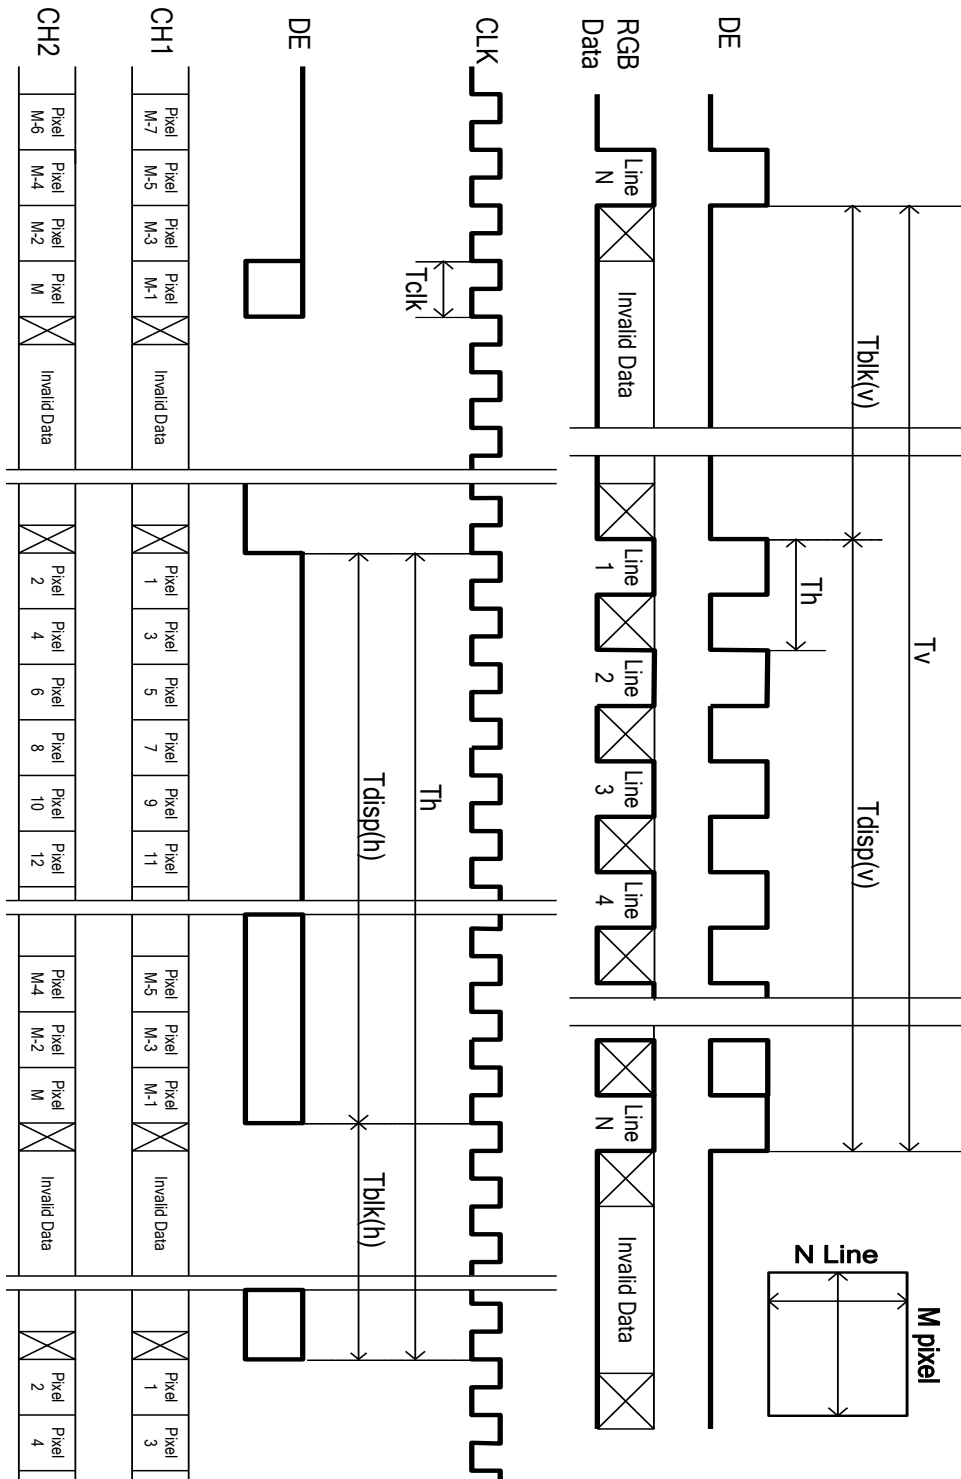 Tv
Tblk(v)
Tdisp(v)
Th
DE
RGB
Data
Line
N
Invalid Data
Line
1
Line
2
Line
3
Line
4
Line
N
Invalid Data
N Line
M pixel
CLK
Tclk
Th
Tdisp(h)
Tblk(h)
DE
CH1
Pixel
M-7
Pixel
M-5
Pixel
M-3
Pixel
M-1
Invalid Data
Pixel
1
Pixel
3
Pixel
5
Pixel
7
Pixel
9
Pixel
11
Pixel
M-5
Pixel
M-3
Pixel
M-1
Invalid Data
Pixel
1
Pixel
3
CH2
Pixel
M-6
Pixel
M-4
Pixel
M-2
Pixel
M
Invalid Data
Pixel
2
Pixel
4
Pixel
6
Pixel
8
Pixel
10
Pixel
12
Pixel
M-4
Pixel
M-2
Pixel
M
Invalid Data
Pixel
2
Pixel
4